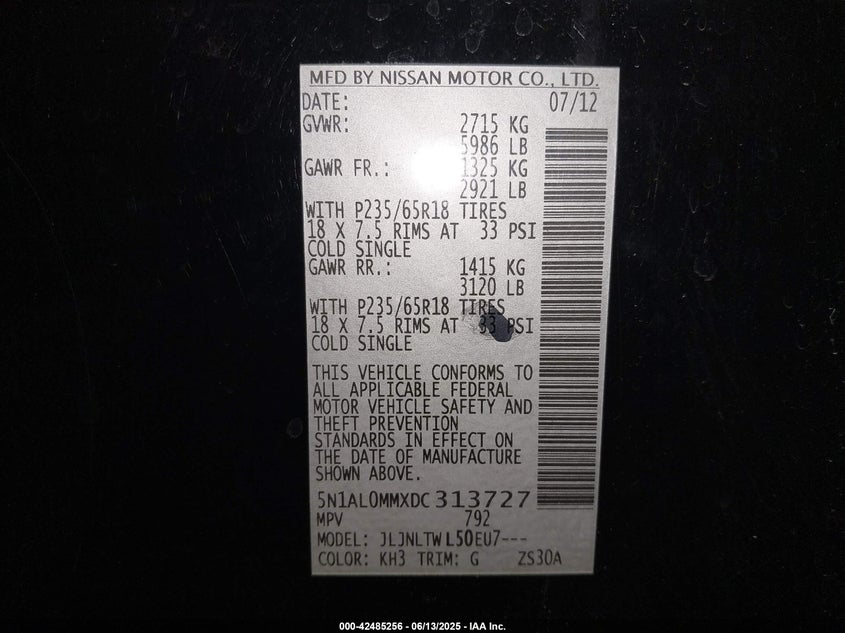 MFD BY NISSAN MOTOR CO., LTD.
DATE: 07/12
GVWR: 2715 KG
5986 LB
GAWR FR.: 1325 KG
2921 LB
WITH P235/65R18 TIRES
18 X 7.5 RIMS AT 33 PSI
COLD SINGLE
GAWR RR.: 1415 KG
3120 LB
WITH P235/65R18 TIRES
18 X 7.5 RIMS AT 33 PSI
COLD SINGLE
THIS VEHICLE CONFORMS TO
ALL APPLICABLE FEDERAL
MOTOR VEHICLE SAFETY AND
THEFT PREVENTION
STANDARDS IN EFFECT ON
THE DATE OF MANUFACTURE
SHOWN ABOVE.
5N1AL0MMXDC313727
MPV 792
MODEL: JLJNLTWL50EU7---
COLOR: KH3 TRIM: G ZS30A
000-42485256 - 06/13/2025 - IAA Inc.